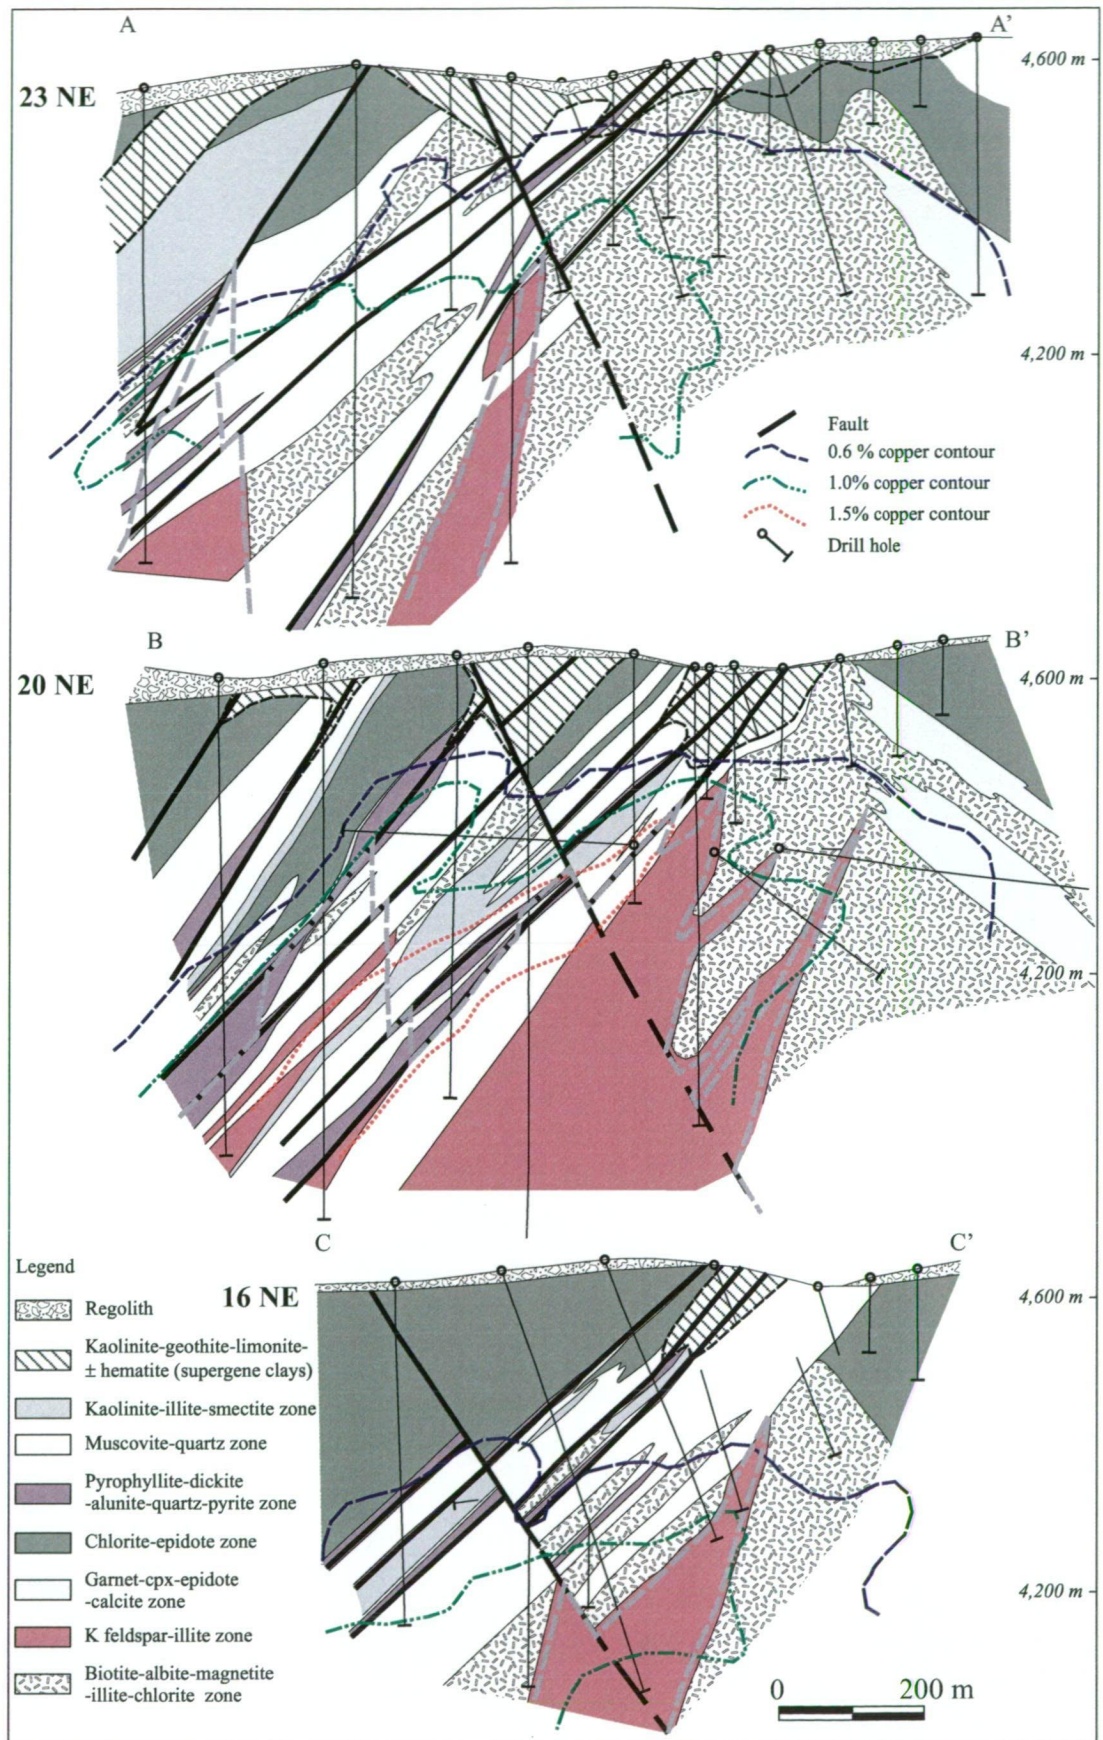 A
A'
23 NE
4,600 m
4,200 m
Fault
0.6 % copper contour
1.0% copper contour
1.5% copper contour
Drill hole
B
B'
20 NE
4,600 m
4,200 m
C
C'
Legend
16 NE
Regolith
4,600 m
Kaolinite-geothite-limonite-
± hematite (supergene clays)
Kaolinite-illite-smectite zone
Muscovite-quartz zone
Pyrophyllite-dickite
-alunite-quartz-pyrite zone
Chlorite-epidote zone
Garnet-cpx-epidote
-calcite zone
4,200 m
K feldspar-illite zone
Biotite-albite-magnetite
-illite-chlorite zone
0 200 m